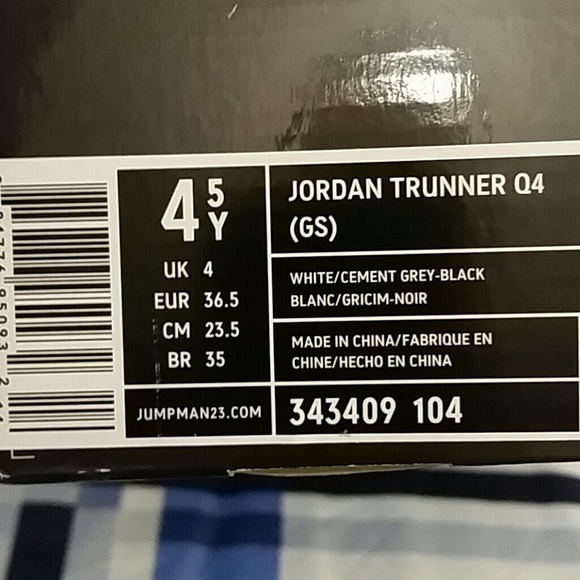 4 5
Y
UK 4
EUR 36.5
CM 23.5
BR 35
JUMPMAN23.COM
JORDAN TRUNNER Q4
(GS)
WHITE/CEMENT GREY-BLACK
BLANC/GRICIM-NOIR
MADE IN CHINA/FABRIQUE EN
CHINE/HECHO EN CHINA
343409 104